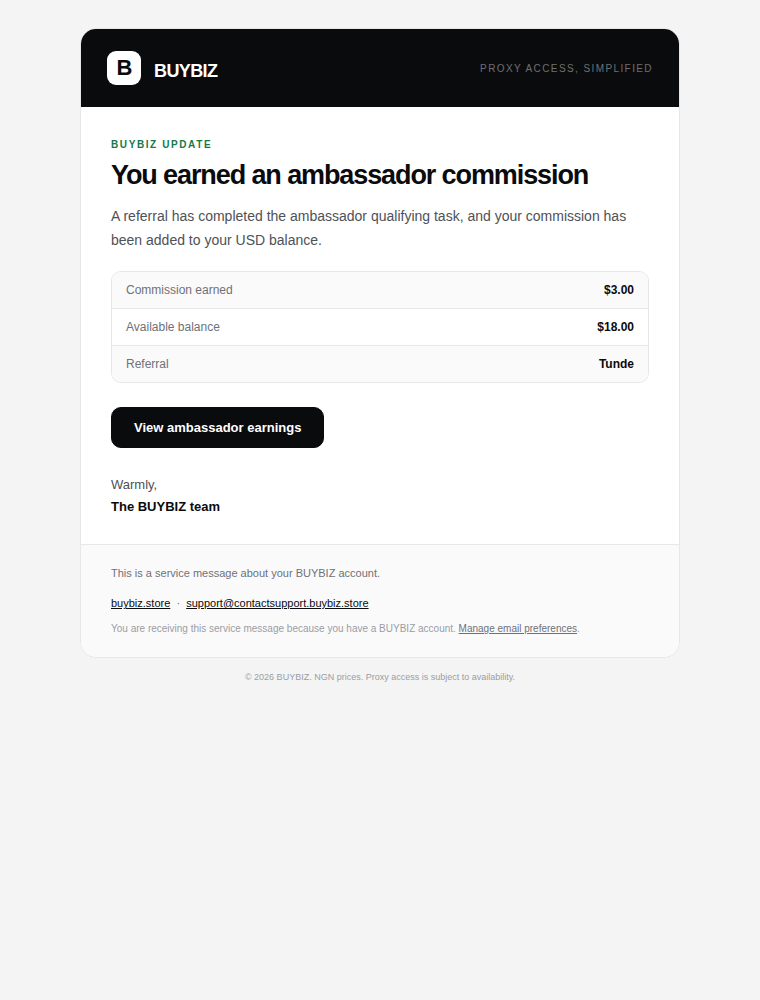 B BUYBIZ PROXY ACCESS, SIMPLIFIED
BUYBIZ UPDATE
You earned an ambassador commission
A referral has completed the ambassador qualifying task, and your commission has
been added to your USD balance.
Commission earned $3.00
Available balance $18.00
Referral Tunde
View ambassador earnings
Warmly,
The BUYBIZ team
This is a service message about your BUYBIZ account.
buybiz.store · support@contactsupport.buybiz.store
You are receiving this service message because you have a BUYBIZ account. Manage email preferences.
© 2026 BUYBIZ. NGN prices. Proxy access is subject to availability.